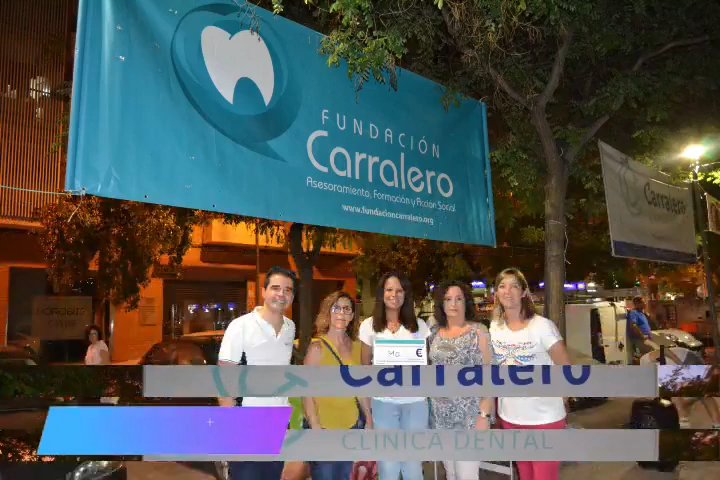 FUNDACIÓN
Carralero
Asesoramiento, Formación y Acción Social
www.fundacioncarralero.org
Carralero
€
Carralero
CLÍNICA DENTAL